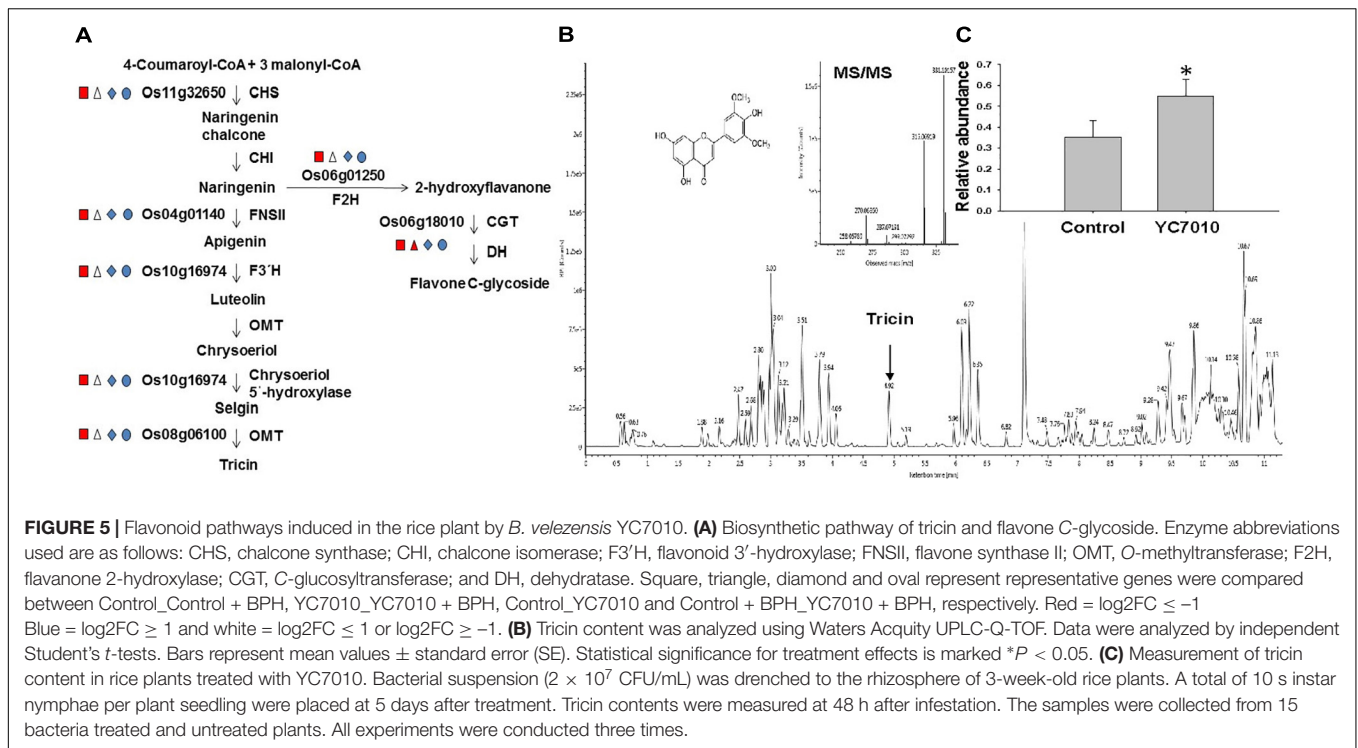 A
4-Coumaroyl-CoA + 3 malonyl-CoA
Os11g32650 CHS
Naringenin
chalcone
CHI
Os06g01250
Naringenin
F2H
2-hydroxyflavanone
Os04g01140 FNSII
Os06g18010 CGT
Apigenin
DH
Os10g16974 F3´H
Flavone C-glycoside
Luteolin
OMT
Chrysoeriol
Os10g16974 Chrysoeriol
5´-hydroxylase
Selgin
Os08g06100 OMT
Tricin
B
MS/MS
OCH₃
OH
HO
O
OCH₃
OH
O
Observed mass [m/z]
Tricin
Retention time [min]
C
Relative abundance
0.7
0.6
0.5
0.4
0.3
0.2
0.1
0.0
*
Control
YC7010
FIGURE 5 | Flavonoid pathways induced in the rice plant by B. velezensis YC7010. (A) Biosynthetic pathway of tricin and flavone C-glycoside. Enzyme abbreviations
used are as follows: CHS, chalcone synthase; CHI, chalcone isomerase; F3′H, flavonoid 3′-hydroxylase; FNSII, flavone synthase II; OMT, O-methyltransferase; F2H,
flavanone 2-hydroxylase; CGT, C-glucosyltransferase; and DH, dehydratase. Square, triangle, diamond and oval represent representative genes were compared
between Control_Control + BPH, YC7010_YC7010 + BPH, Control_YC7010 and Control + BPH_YC7010 + BPH, respectively. Red = log2FC ≤ –1
Blue = log2FC ≥ 1 and white = log2FC ≤ 1 or log2FC ≥ -1. (B) Tricin content was analyzed using Waters Acquity UPLC-Q-TOF. Data were analyzed by independent
Student's t-tests. Bars represent mean values ± standard error (SE). Statistical significance for treatment effects is marked *P < 0.05. (C) Measurement of tricin
content in rice plants treated with YC7010. Bacterial suspension (2 × 10⁷ CFU/mL) was drenched to the rhizosphere of 3-week-old rice plants. A total of 10 s instar
nymphae per plant seedling were placed at 5 days after treatment. Tricin contents were measured at 48 h after infestation. The samples were collected from 15
bacteria treated and untreated plants. All experiments were conducted three times.